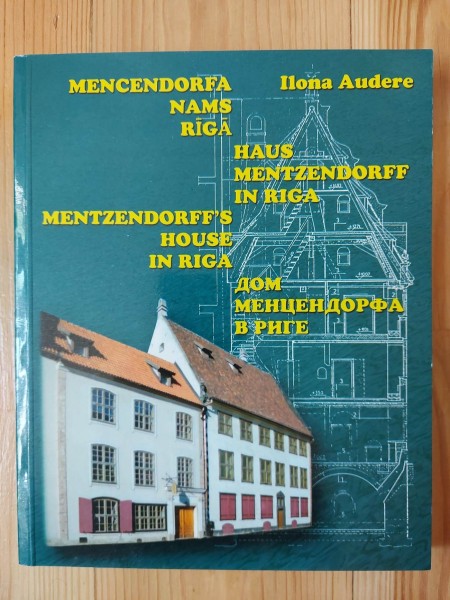 MENCENDORFA
NAMS
RĪGĀ
Ilona Audere
HAUS
MENTZENDORFF
IN RIGA
MENTZENDORFF'S
HOUSE
IN RIGA
ДОМ
МЕНЦЕНДОРФА
В РИГЕ